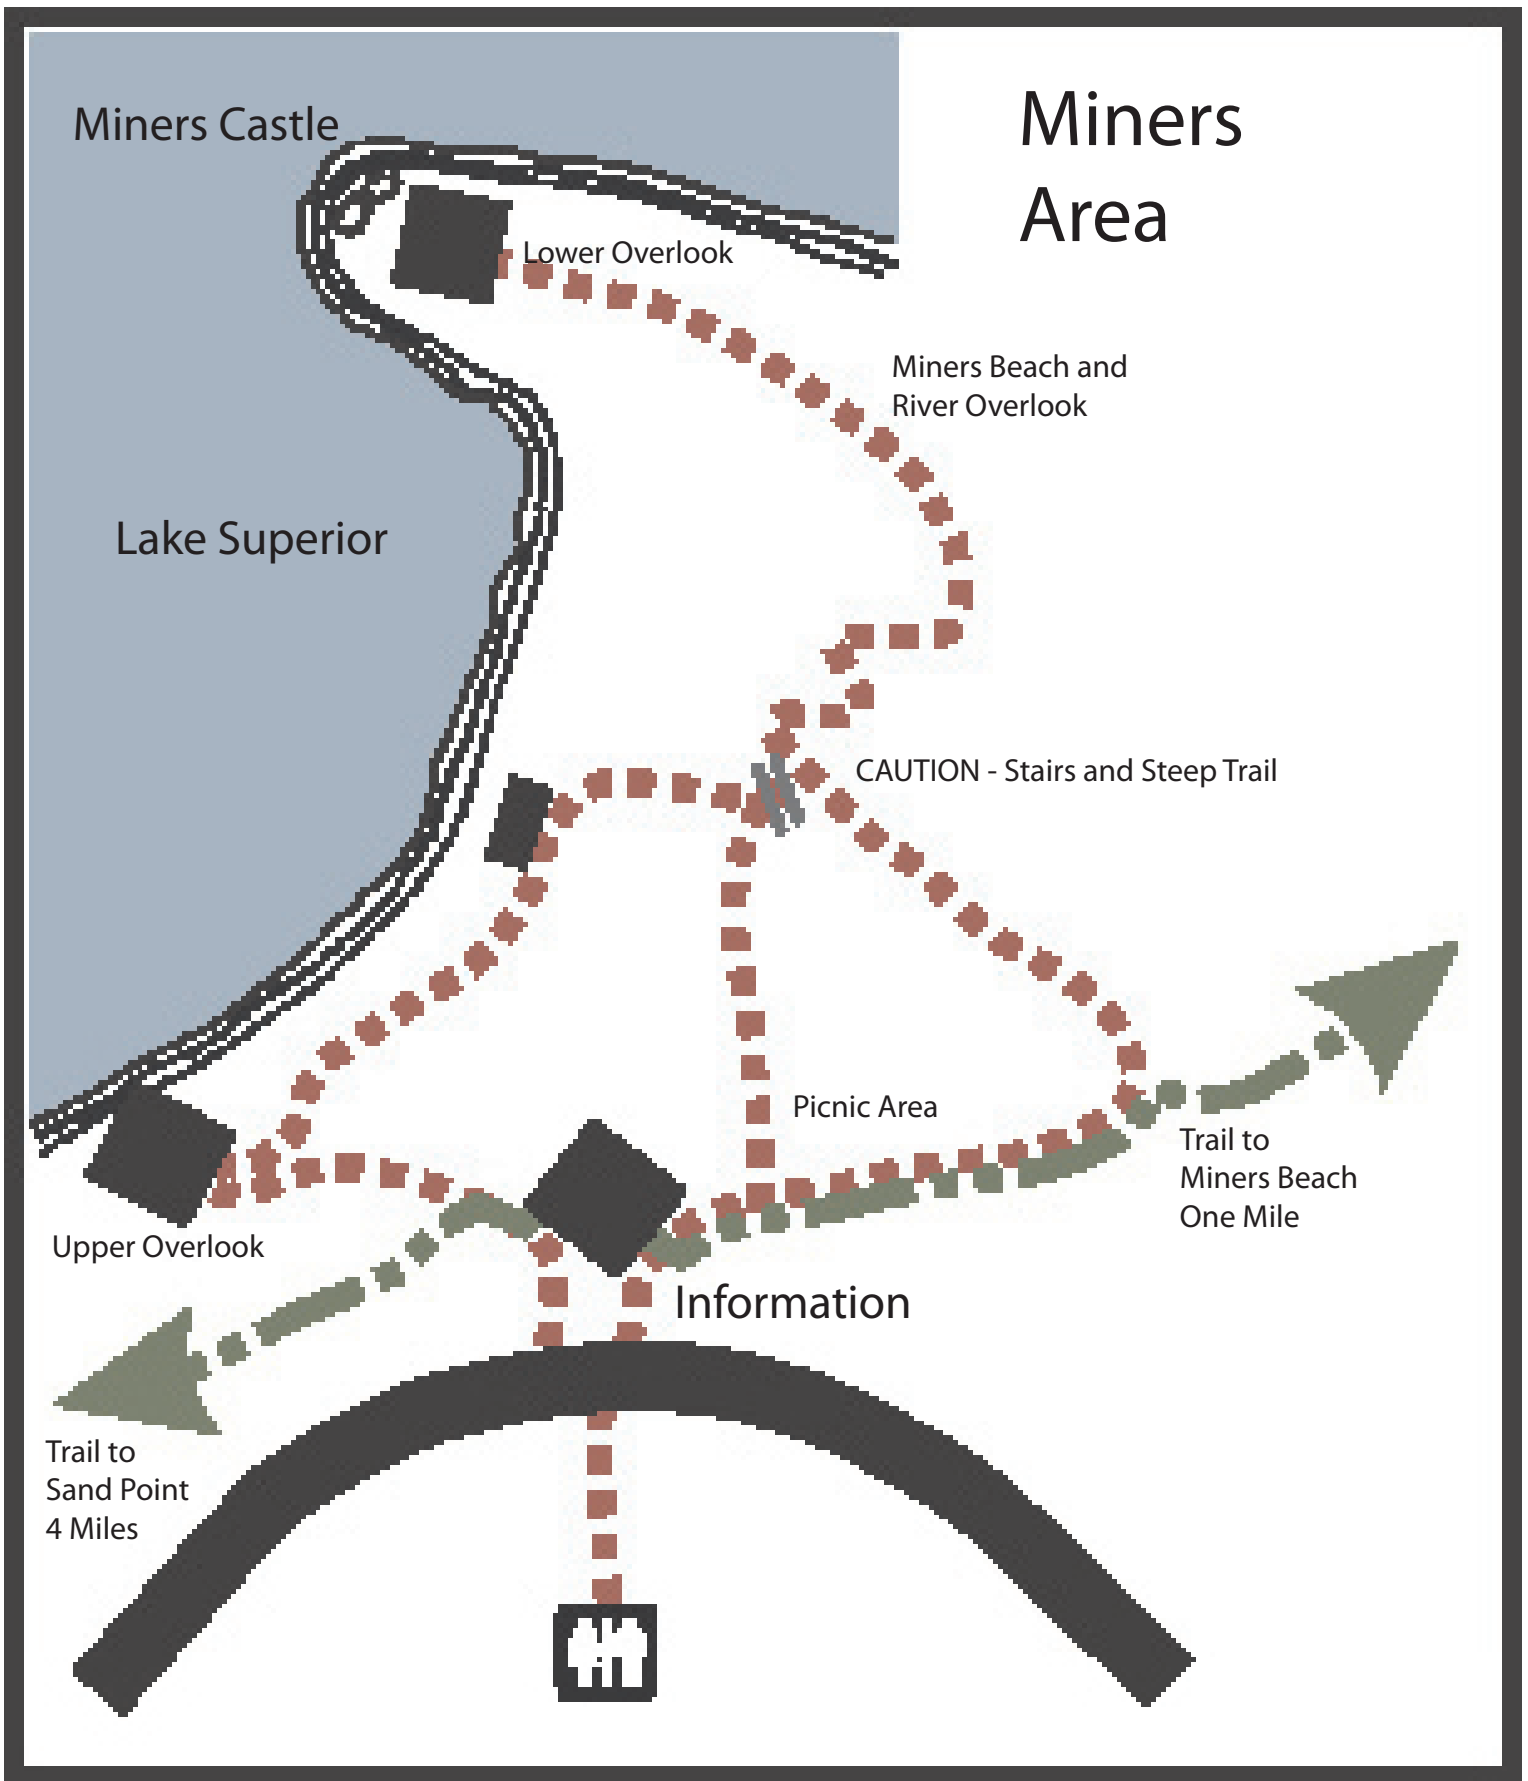 Miners Castle
Miners
Area
Lower Overlook
Miners Beach and
River Overlook
Lake Superior
CAUTION - Stairs and Steep Trail
Picnic Area
Trail to
Miners Beach
One Mile
Upper Overlook
Information
Trail to
Sand Point
4 Miles